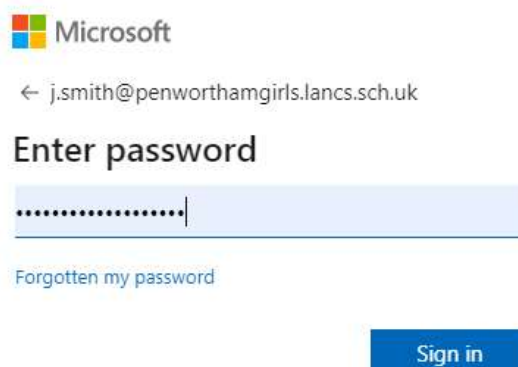 Microsoft
← j.smith@penworthamgirls.lancs.sch.uk
Enter password
•••••••••••••••••••
Forgotten my password
Sign in